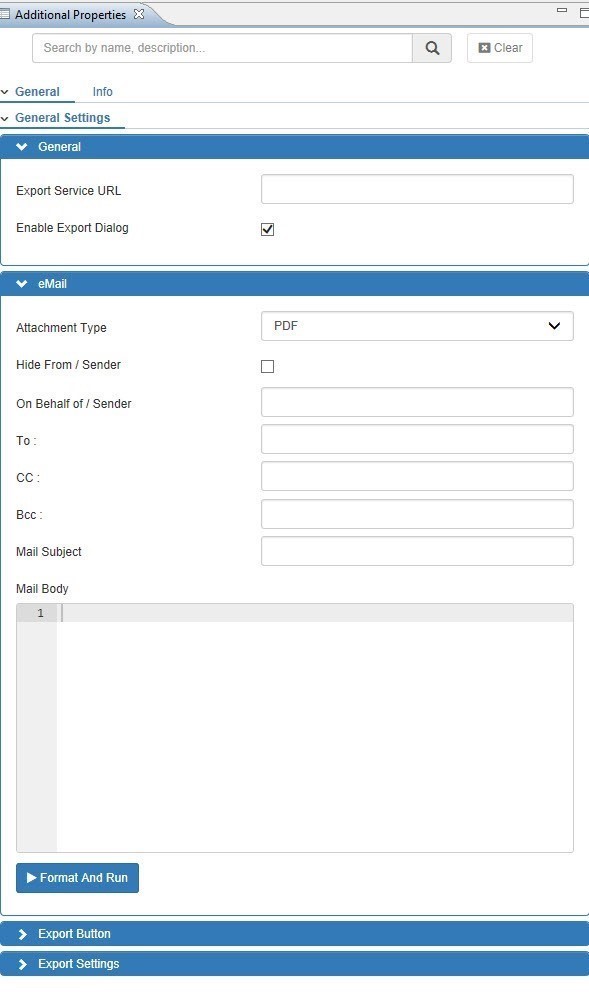 Additional Properties
Search by name, description...
Clear
General Info
General Settings
General
Export Service URL
Enable Export Dialog
eMail
Attachment Type PDF
Hide From / Sender
On Behalf of / Sender
To :
CC :
Bcc :
Mail Subject
Mail Body
1
Format And Run
Export Button
Export Settings